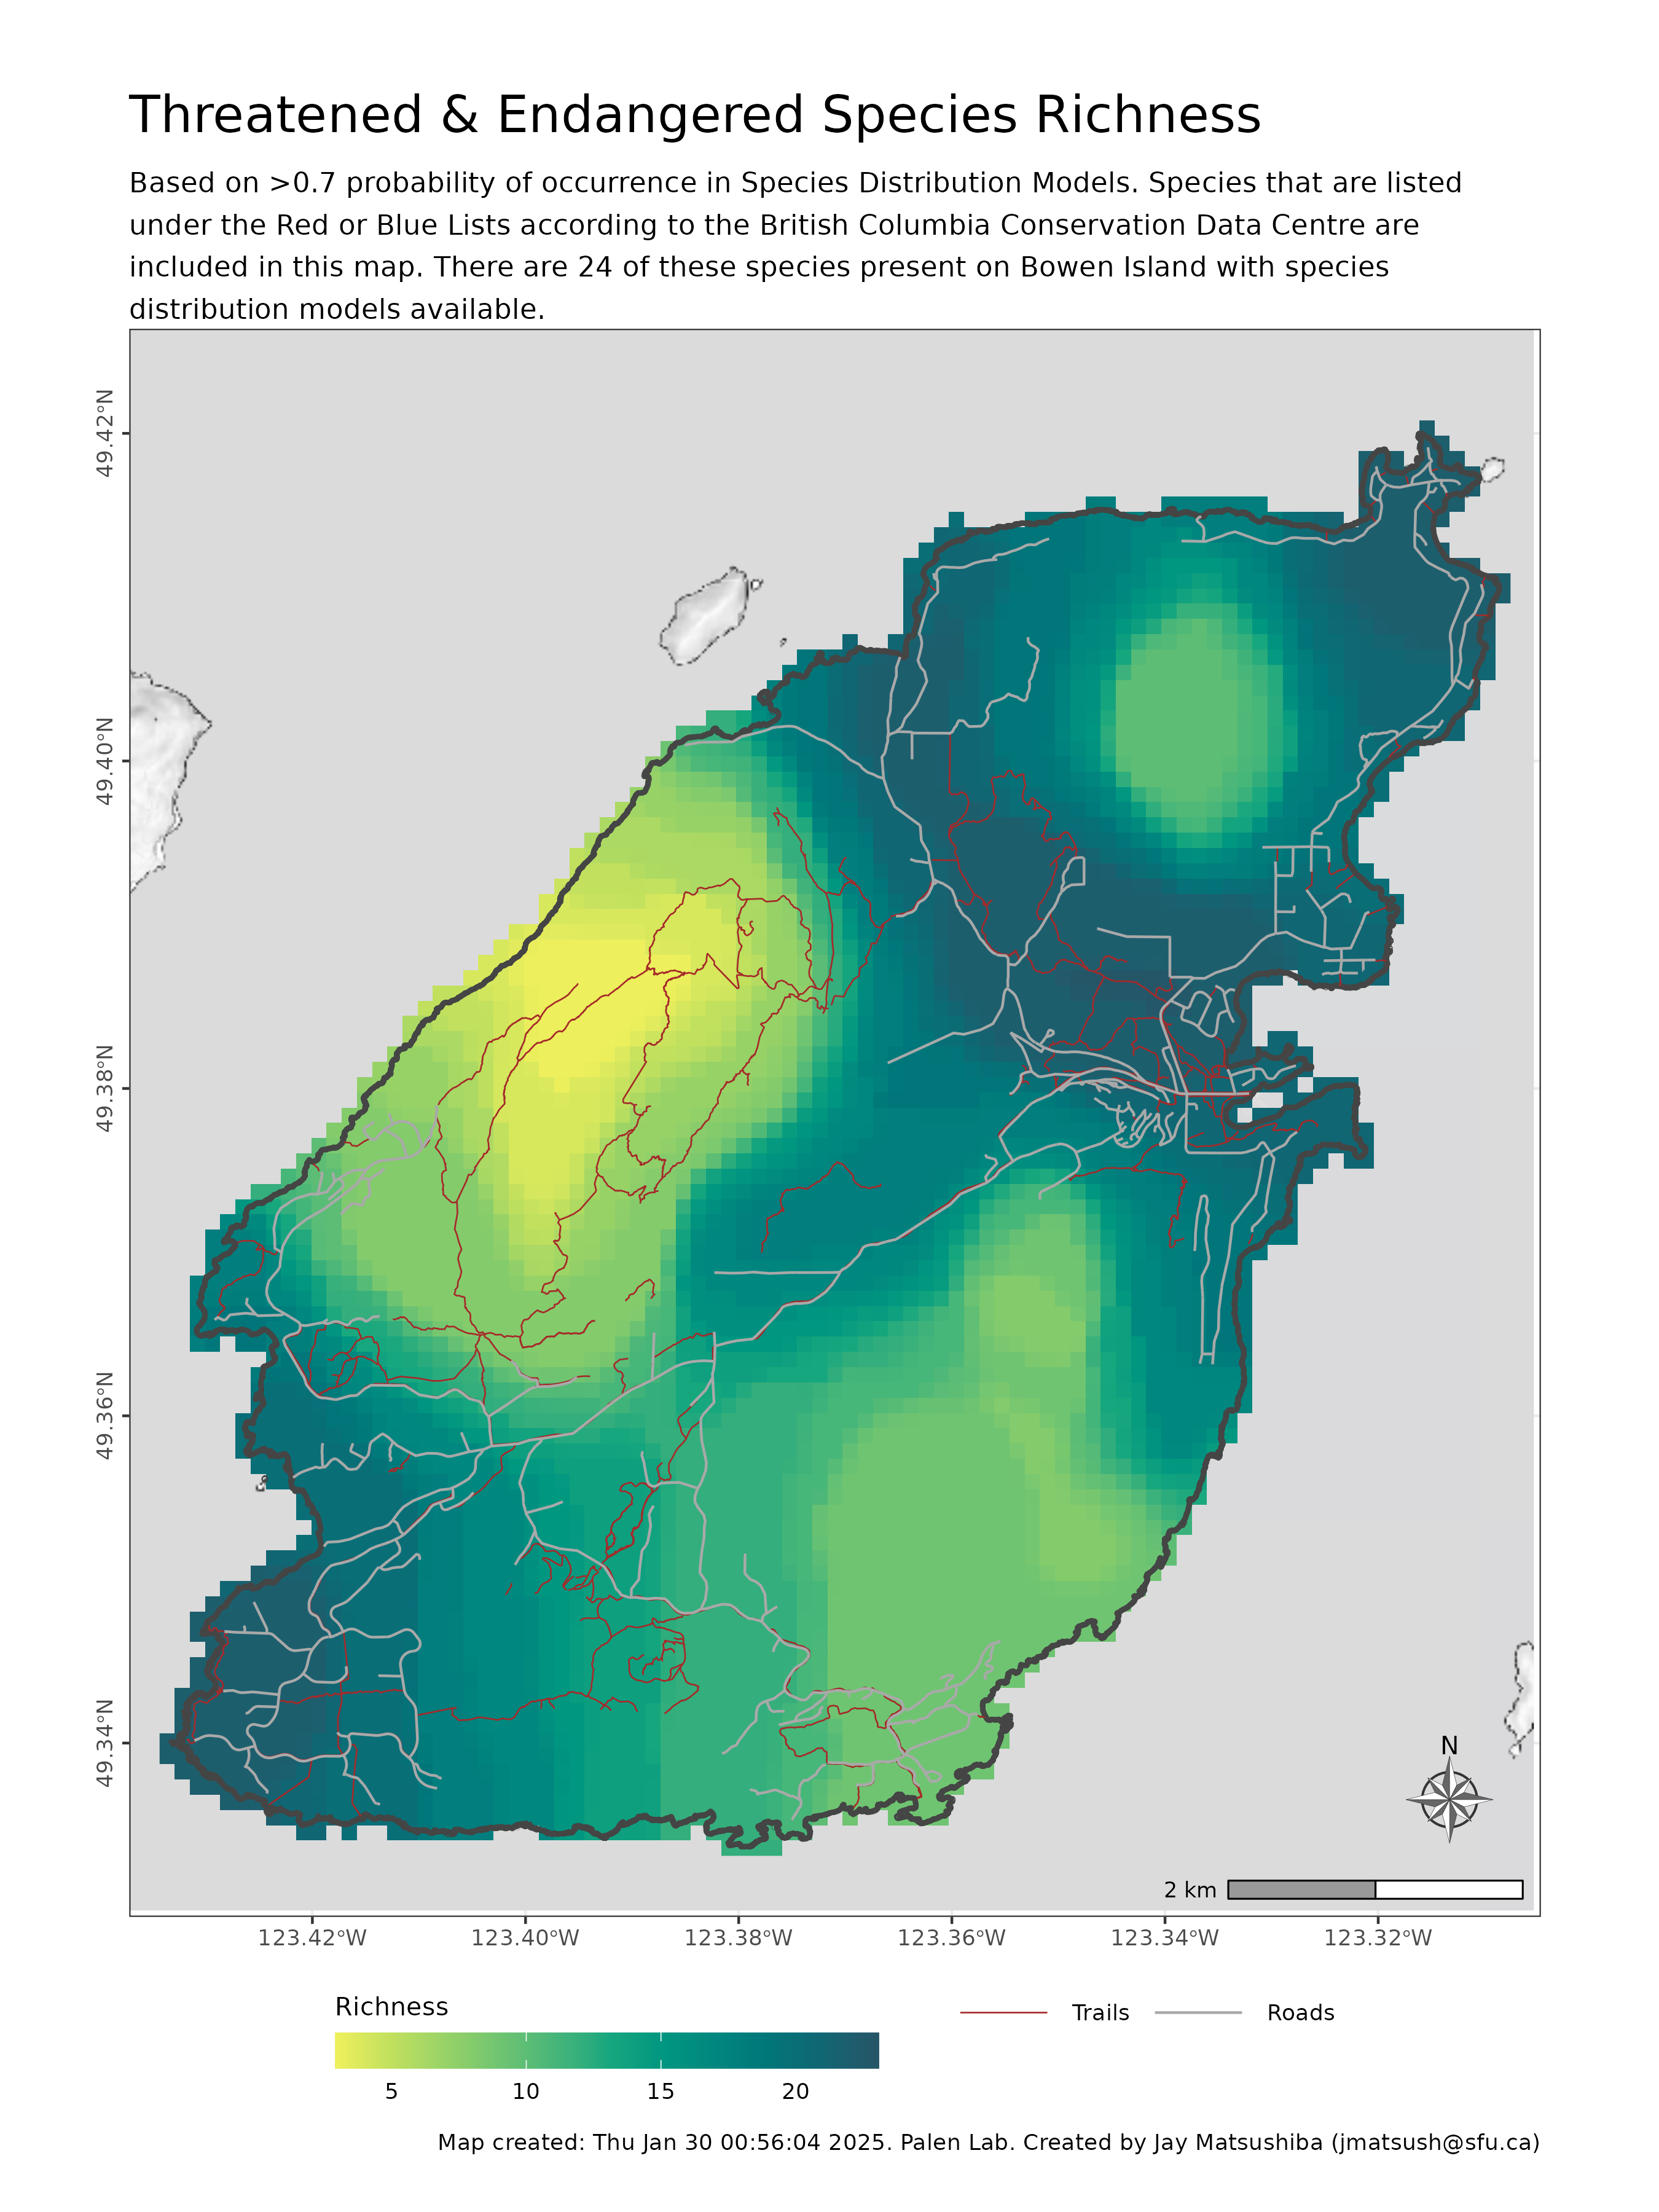 Threatened & Endangered Species Richness
Based on >0.7 probability of occurrence in Species Distribution Models. Species that are listed
under the Red or Blue Lists according to the British Columbia Conservation Data Centre are
included in this map. There are 24 of these species present on Bowen Island with species
distribution models available.
49.42°N
49.40°N
49.38°N
49.36°N
49.34°N
N
2 km
123.42°W 123.40°W 123.38°W 123.36°W 123.34°W 123.32°W
Richness
5 10 15 20
Trails Roads
Map created: Thu Jan 30 00:56:04 2025. Palen Lab. Created by Jay Matsushiba (jmatsush@sfu.ca)